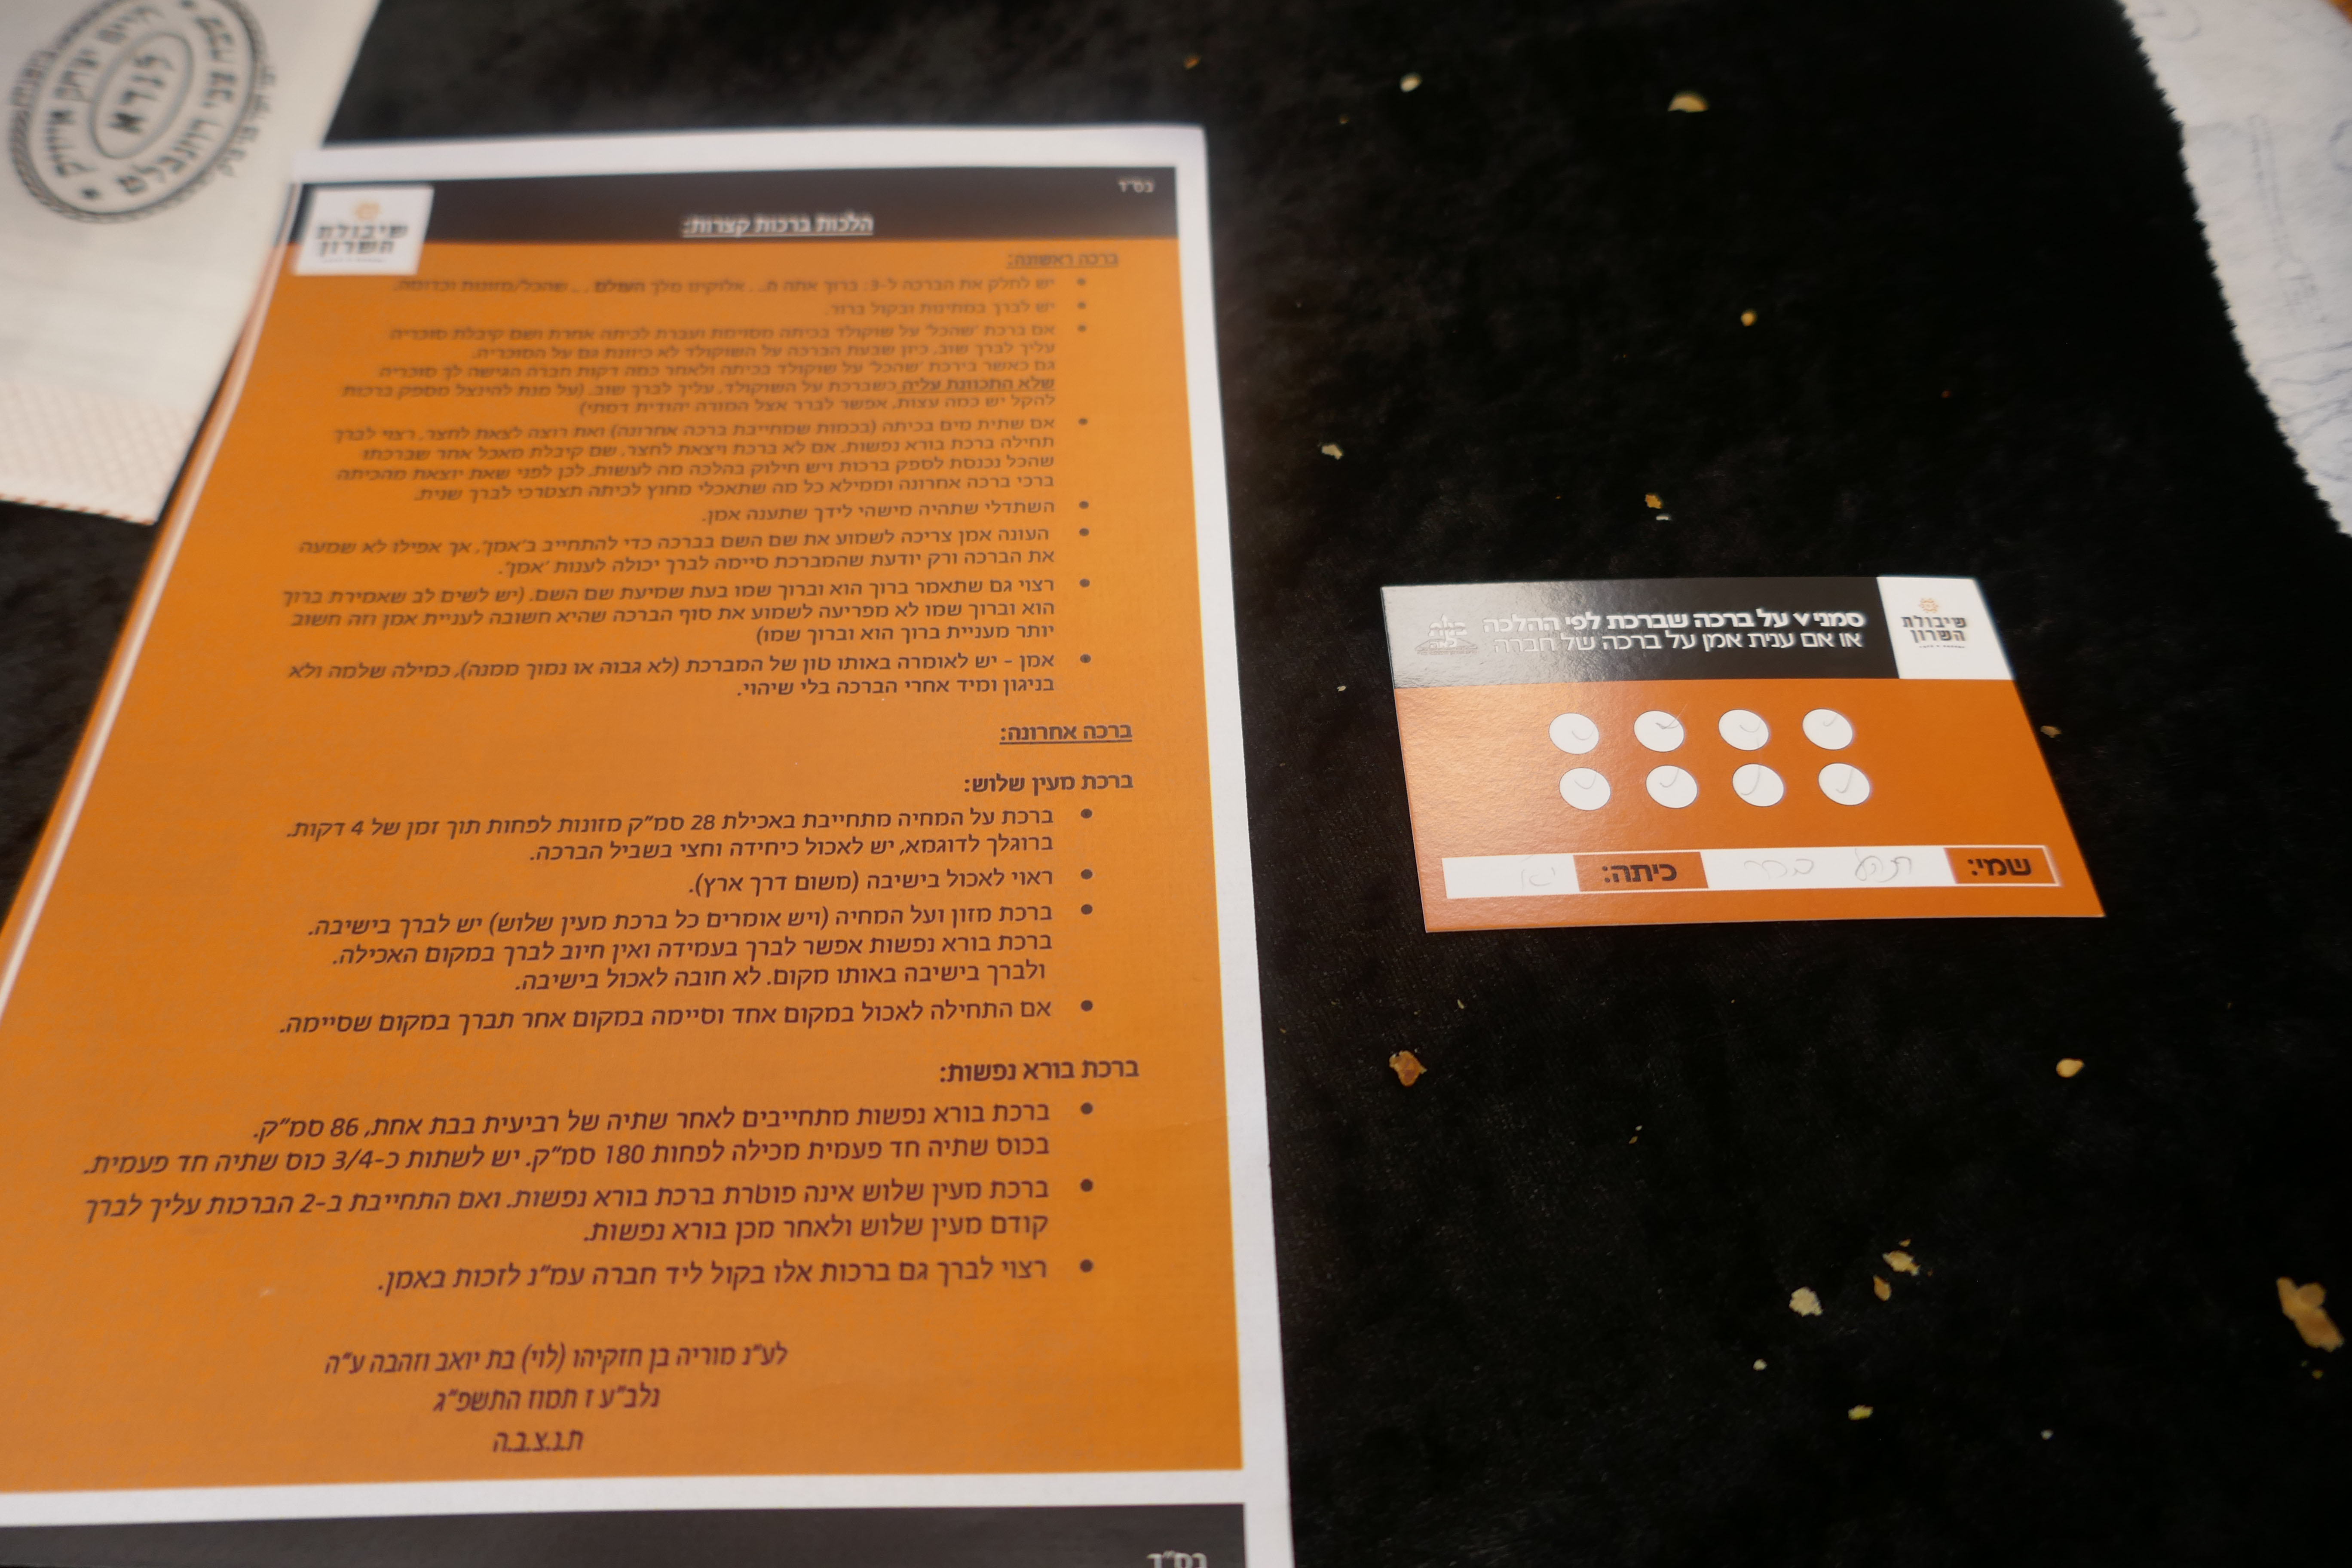 בס"ד
שיבולת
השרון
הלכות ברכות קצרות:
ברכה ראשונה:
יש לחלק את הברכה ל-3: ברוך אתה ה... אלוקינו מלך העולם ... שהכל/מזונות וכדומה.
יש לברך במתינות ובקול ברור.
אם ברכת 'שהכל' על שוקולד בכיתה מסוימת ועברת לכיתה אחרת ושם קיבלת סוכריה
עליך לברך שוב, כיון שבעת הברכה על השוקולד לא כיוונת גם על הסוכריה.
גם כאשר בירכת 'שהכל' על שוקולד בכיתה ולאחר כמה דקות חברה הגישה לך סוכריה
שלא התכוונת עליה כשברכת על השוקולד, עליך לברך שוב. (על מנת להינצל מספק ברכות
להקל יש כמה עצות, אפשר לברר אצל המורה יהודית דמתי)
אם שתית מים בכיתה (בכמות שמחייבת ברכה אחרונה) ואת רוצה לצאת לחצר, רצוי לברך
תחילה ברכת בורא נפשות. אם לא ברכת ויצאת לחצר, שם קיבלת מאכל אחר שברכתו
שהכל נכנסת לספק ברכות ויש חילוק בהלכה מה לעשות. לכן לפני שאת יוצאת מהכיתה
ברכי ברכה אחרונה וממילא כל מה שתאכלי מחוץ לכיתה תצטרכי לברך שנית.
השתדלי שתהיה מישהי לידך שתענה אמן.
העונה אמן צריכה לשמוע את שם השם בברכה כדי להתחייב ב'אמן', אך אפילו לא שמעה
את הברכה ורק יודעת שהמברכת סיימה לברך יכולה לענות 'אמן'.
רצוי גם שתאמר ברוך הוא וברוך שמו בעת שמיעת שם השם. (יש לשים לב שאמירת ברוך
הוא וברוך שמו לא מפריעה לשמוע את סוף הברכה שהיא חשובה לעניית אמן וזה חשוב
יותר מעניית ברוך הוא וברוך שמו)
אמן - יש לאומרה באותו טון של המברכת (לא גבוה או נמוך ממנה), כמילה שלמה ולא
בניגון ומיד אחרי הברכה בלי שיהוי.
ברכה אחרונה:
ברכת מעין שלוש:
ברכת על המחיה מתחייבת באכילת 28 סמ"ק מזונות לפחות תוך זמן של 4 דקות.
ברוגלך לדוגמא, יש לאכול כיחידה וחצי בשביל הברכה.
ראוי לאכול בישיבה (משום דרך ארץ).
ברכת מזון ועל המחיה (ויש אומרים כל ברכת מעין שלוש) יש לברך בישיבה.
ברכת בורא נפשות אפשר לברך בעמידה ואין חיוב לברך במקום האכילה.
ולברך בישיבה באותו מקום. לא חובה לאכול בישיבה.
אם התחילה לאכול במקום אחד וסיימה במקום אחר תברך במקום שסיימה.
ברכת בורא נפשות:
ברכת בורא נפשות מתחייבים לאחר שתיה של רביעית בבת אחת, 86 סמ"ק.
בכוס שתיה חד פעמית מכילה לפחות 180 סמ"ק. יש לשתות כ-3/4 כוס שתיה חד פעמית.
ברכת מעין שלוש אינה פוטרת ברכת בורא נפשות. ואם התחייבת ב-2 הברכות עליך לברך
קודם מעין שלוש ולאחר מכן בורא נפשות.
רצוי לברך גם ברכות אלו בקול ליד חברה עמ"נ לזכות באמן.
לע"נ מוריה בן חזקיהו (לוי) בת יואב וזהבה ע"ה
נלב"ע ז תמוז התשפ"ג
ת.נ.צ.ב.ה
בס"ד
שיבולת
השרון
סמני v על ברכה שברכת לפי ההלכה
או אם ענית אמן על ברכה של חברה
שמי:
כיתה:
לנדא